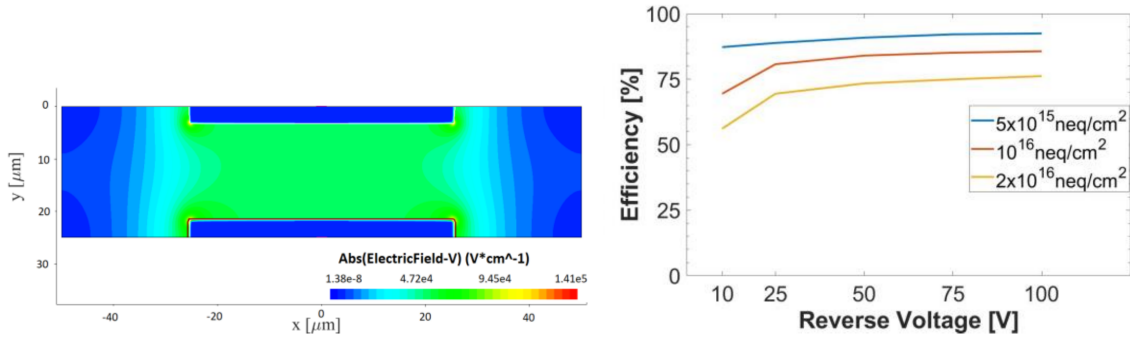 0
10
20
30
y [μm]
Abs(ElectricField-V) (V*cm^-1)
1.38e-8 4.72e4 9.45e4 1.41e5
-40 -20 0 20 40
x [μm]
100
75
50
25
0
Efficiency [%]
5x10^15neq/cm^2
10^16neq/cm^2
2x10^16neq/cm^2
10 25 50 75 100
Reverse Voltage [V]